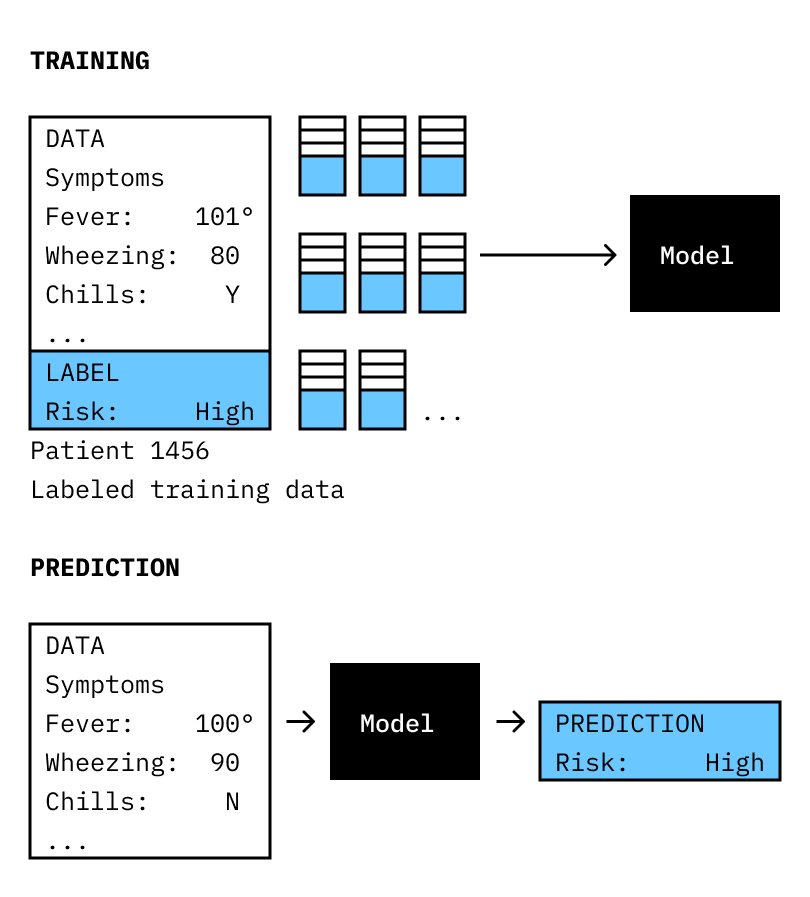 TRAINING
DATA
Symptoms
Fever: 101°
Wheezing: 80
Chills: Y
...
LABEL
Risk: High
...
Patient 1456
Labeled training data
Model
PREDICTION
DATA
Symptoms
Fever: 100°
Wheezing: 90
Chills: N
...
Model
PREDICTION
Risk: High